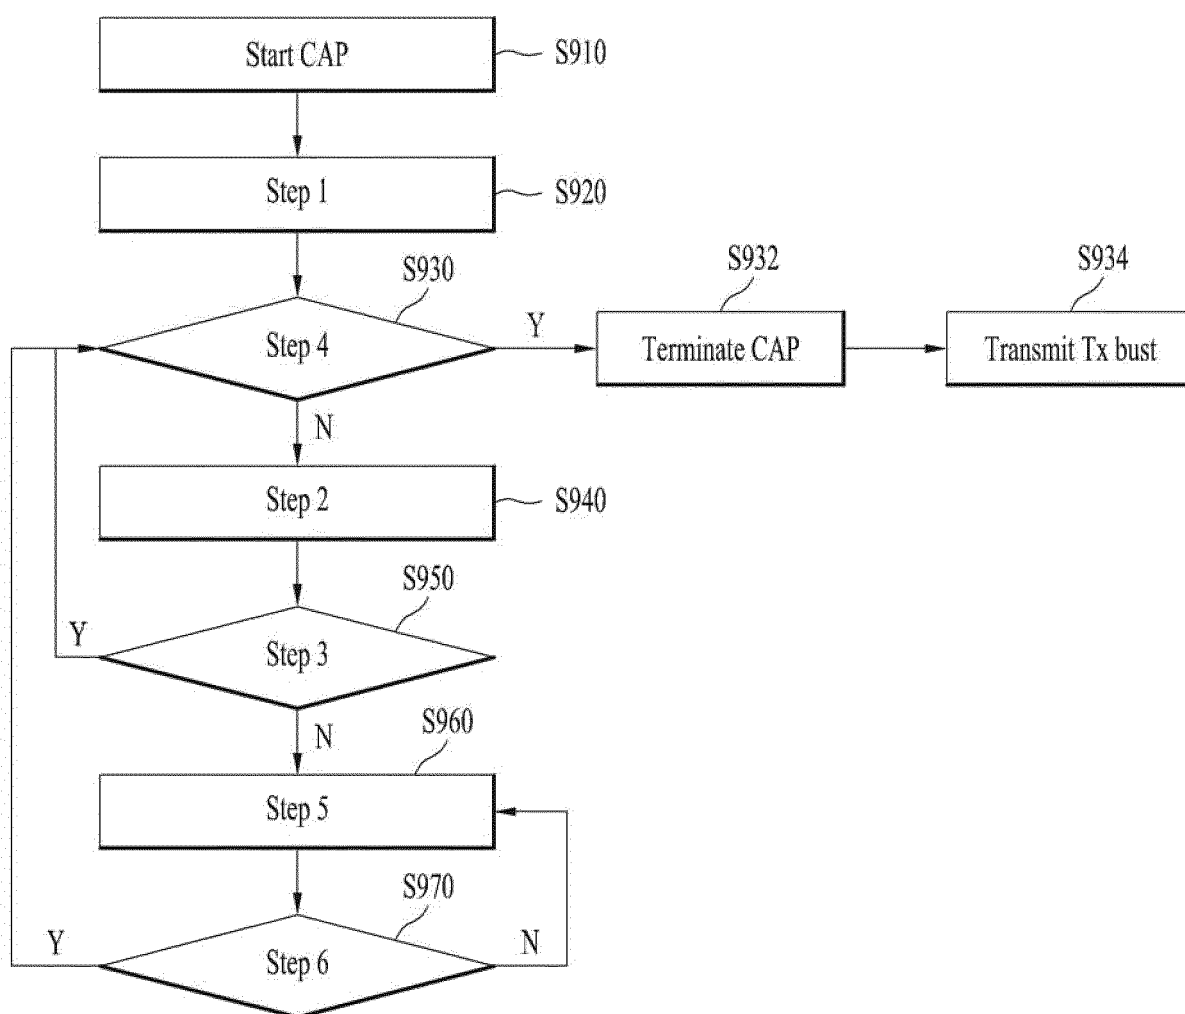 Start CAP
S910
Step 1
S920
S930
Step 4
Y
N
S932
Terminate CAP
S934
Transmit Tx bust
Step 2
S940
S950
Step 3
Y
N
S960
Step 5
S970
Step 6
Y
N